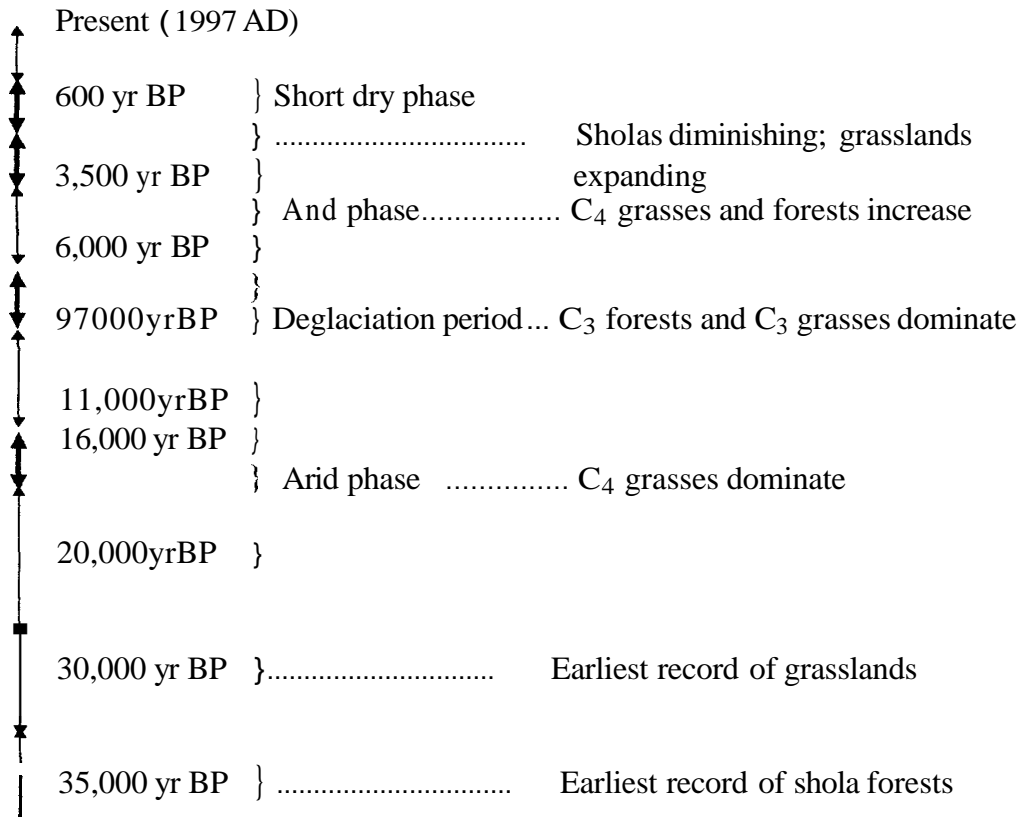 Present (1997 AD)
600 yr BP } Short dry phase
} .................................. Sholas diminishing; grasslands
3,500 yr BP } expanding
} And phase................. C4 grasses and forests increase
6,000 yr BP }
}
97000yrBP } Deglaciation period... C3 forests and C3 grasses dominate
11,000yrBP }
16,000 yr BP }
} Arid phase ............... C4 grasses dominate
20,000yrBP }
30,000 yr BP }.............................. Earliest record of grasslands
35,000 yr BP } ................................ Earliest record of shola forests